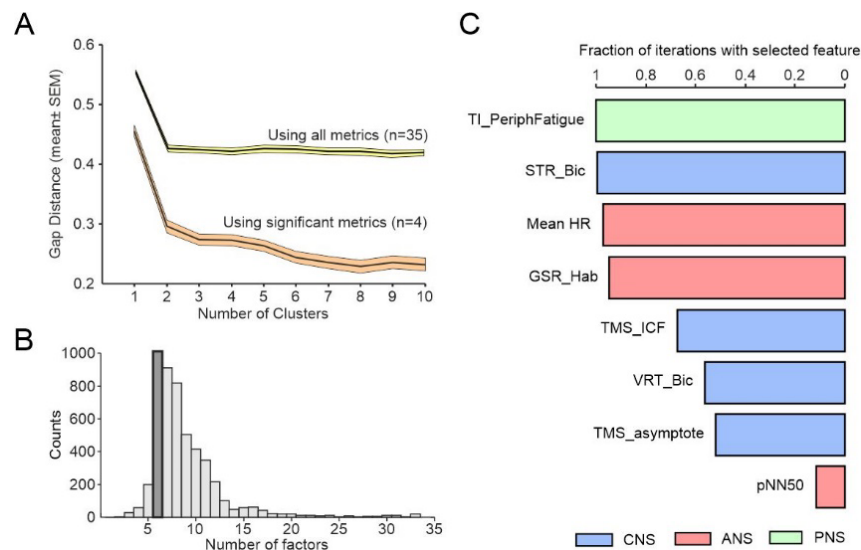 A
0.6
0.5
0.4
0.3
0.2
Gap Distance (mean± SEM)
Using all metrics (n=35)
Using significant metrics (n=4)
1 2 3 4 5 6 7 8 9 10
Number of Clusters
B
1000
800
600
400
200
0
Counts
5 10 15 20 25 30 35
Number of factors
C
Fraction of iterations with selected feature
1 0.8 0.6 0.4 0.2
TI_PeriphFatigue
STR_Bic
Mean HR
GSR_Hab
TMS_ICF
VRT_Bic
TMS_asymptote
pNN50
CNS ANS PNS